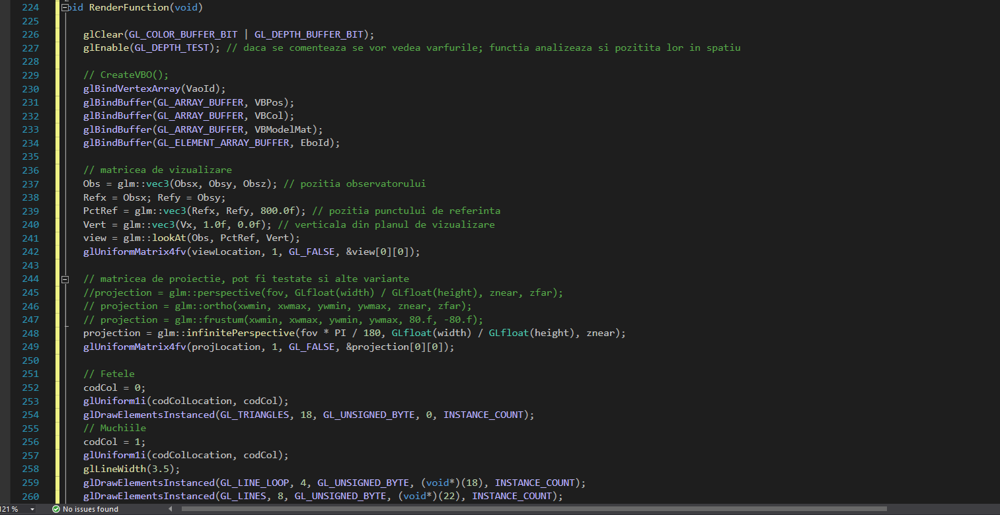 224 void RenderFunction(void)
225
226 glClear(GL_COLOR_BUFFER_BIT | GL_DEPTH_BUFFER_BIT);
227 glEnable(GL_DEPTH_TEST); // daca se comenteaza se vor vedea varfurile; functia analizeaza si pozitita lor in spatiu
228
229 // CreateVBO();
230 glBindVertexArray(VaoId);
231 glBindBuffer(GL_ARRAY_BUFFER, VBPos);
232 glBindBuffer(GL_ARRAY_BUFFER, VBCol);
233 glBindBuffer(GL_ARRAY_BUFFER, VBModelMat);
234 glBindBuffer(GL_ELEMENT_ARRAY_BUFFER, EboId);
235
236 // matricea de vizualizare
237 Obs = glm::vec3(Obsx, Obsy, Obsz); // pozitia observatorului
238 Refx = Obsx; Refy = Obsy;
239 PctRef = glm::vec3(Refx, Refy, 800.0f); // pozitia punctului de referinta
240 Vert = glm::vec3(Vx, 1.0f, 0.0f); // verticala din planul de vizualizare
241 view = glm::lookAt(Obs, PctRef, Vert);
242 glUniformMatrix4fv(viewLocation, 1, GL_FALSE, &view[0][0]);
243
244 // matricea de proiectie, pot fi testate si alte variante
245 //projection = glm::perspective(fov, GLfloat(width) / GLfloat(height), znear, zfar);
246 // projection = glm::ortho(xwmin, xwmax, ywmin, ywmax, znear, zfar);
247 // projection = glm::frustum(xwmin, xwmax, ywmin, ywmax, 80.f, -80.f);
248 projection = glm::infinitePerspective(fov * PI / 180, GLfloat(width) / GLfloat(height), znear);
249 glUniformMatrix4fv(projLocation, 1, GL_FALSE, &projection[0][0]);
250
251 // Fetele
252 codCol = 0;
253 glUniform1i(codColLocation, codCol);
254 glDrawElementsInstanced(GL_TRIANGLES, 18, GL_UNSIGNED_BYTE, 0, INSTANCE_COUNT);
255 // Muchiile
256 codCol = 1;
257 glUniform1i(codColLocation, codCol);
258 glLineWidth(3.5);
259 glDrawElementsInstanced(GL_LINE_LOOP, 4, GL_UNSIGNED_BYTE, (void*)(18), INSTANCE_COUNT);
260 glDrawElementsInstanced(GL_LINES, 8, GL_UNSIGNED_BYTE, (void*)(22), INSTANCE_COUNT);
121 % No issues found